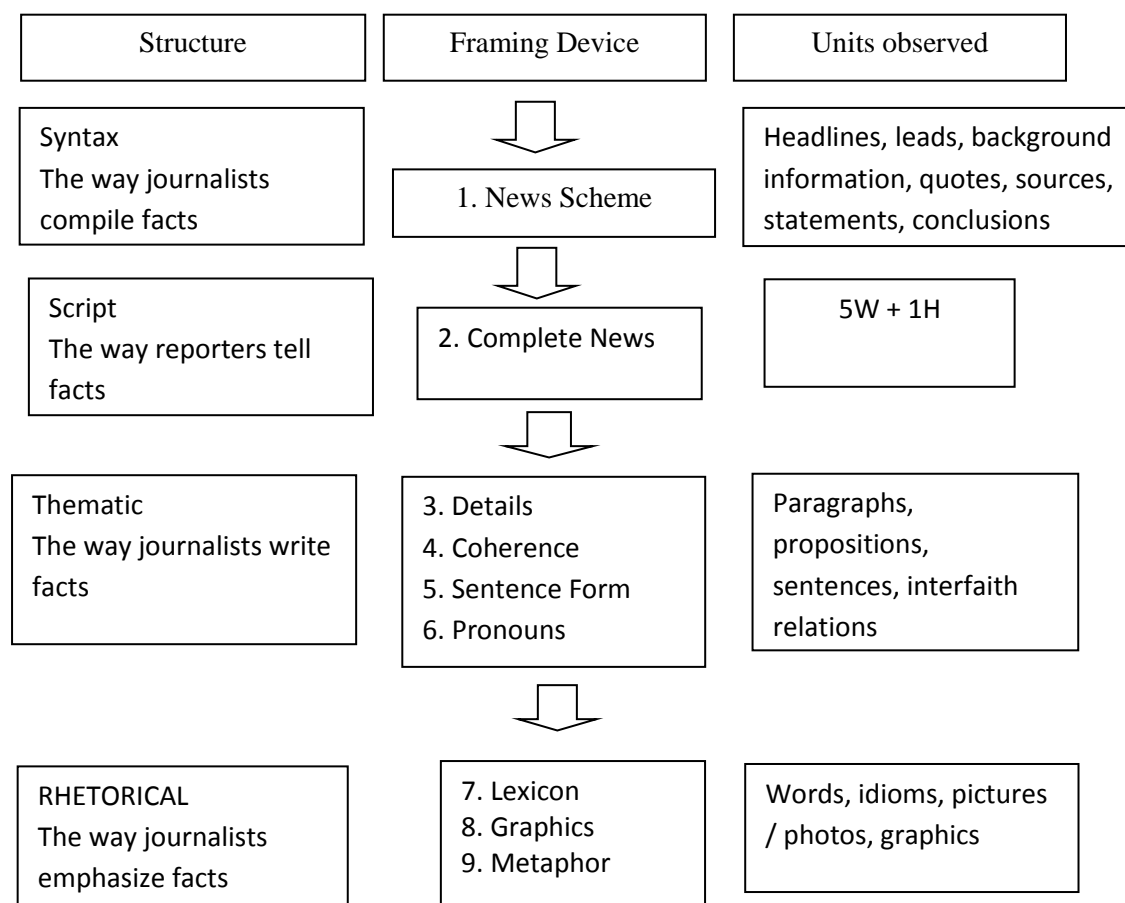 Structure
Framing Device
Units observed
Syntax
The way journalists
compile facts
1. News Scheme
Headlines, leads, background
information, quotes, sources,
statements, conclusions
Script
The way reporters tell
facts
2. Complete News
5W + 1H
Thematic
The way journalists write
facts
3. Details
4. Coherence
5. Sentence Form
6. Pronouns
Paragraphs,
propositions,
sentences, interfaith
relations
RHETORICAL
The way journalists
emphasize facts
7. Lexicon
8. Graphics
9. Metaphor
Words, idioms, pictures
/ photos, graphics